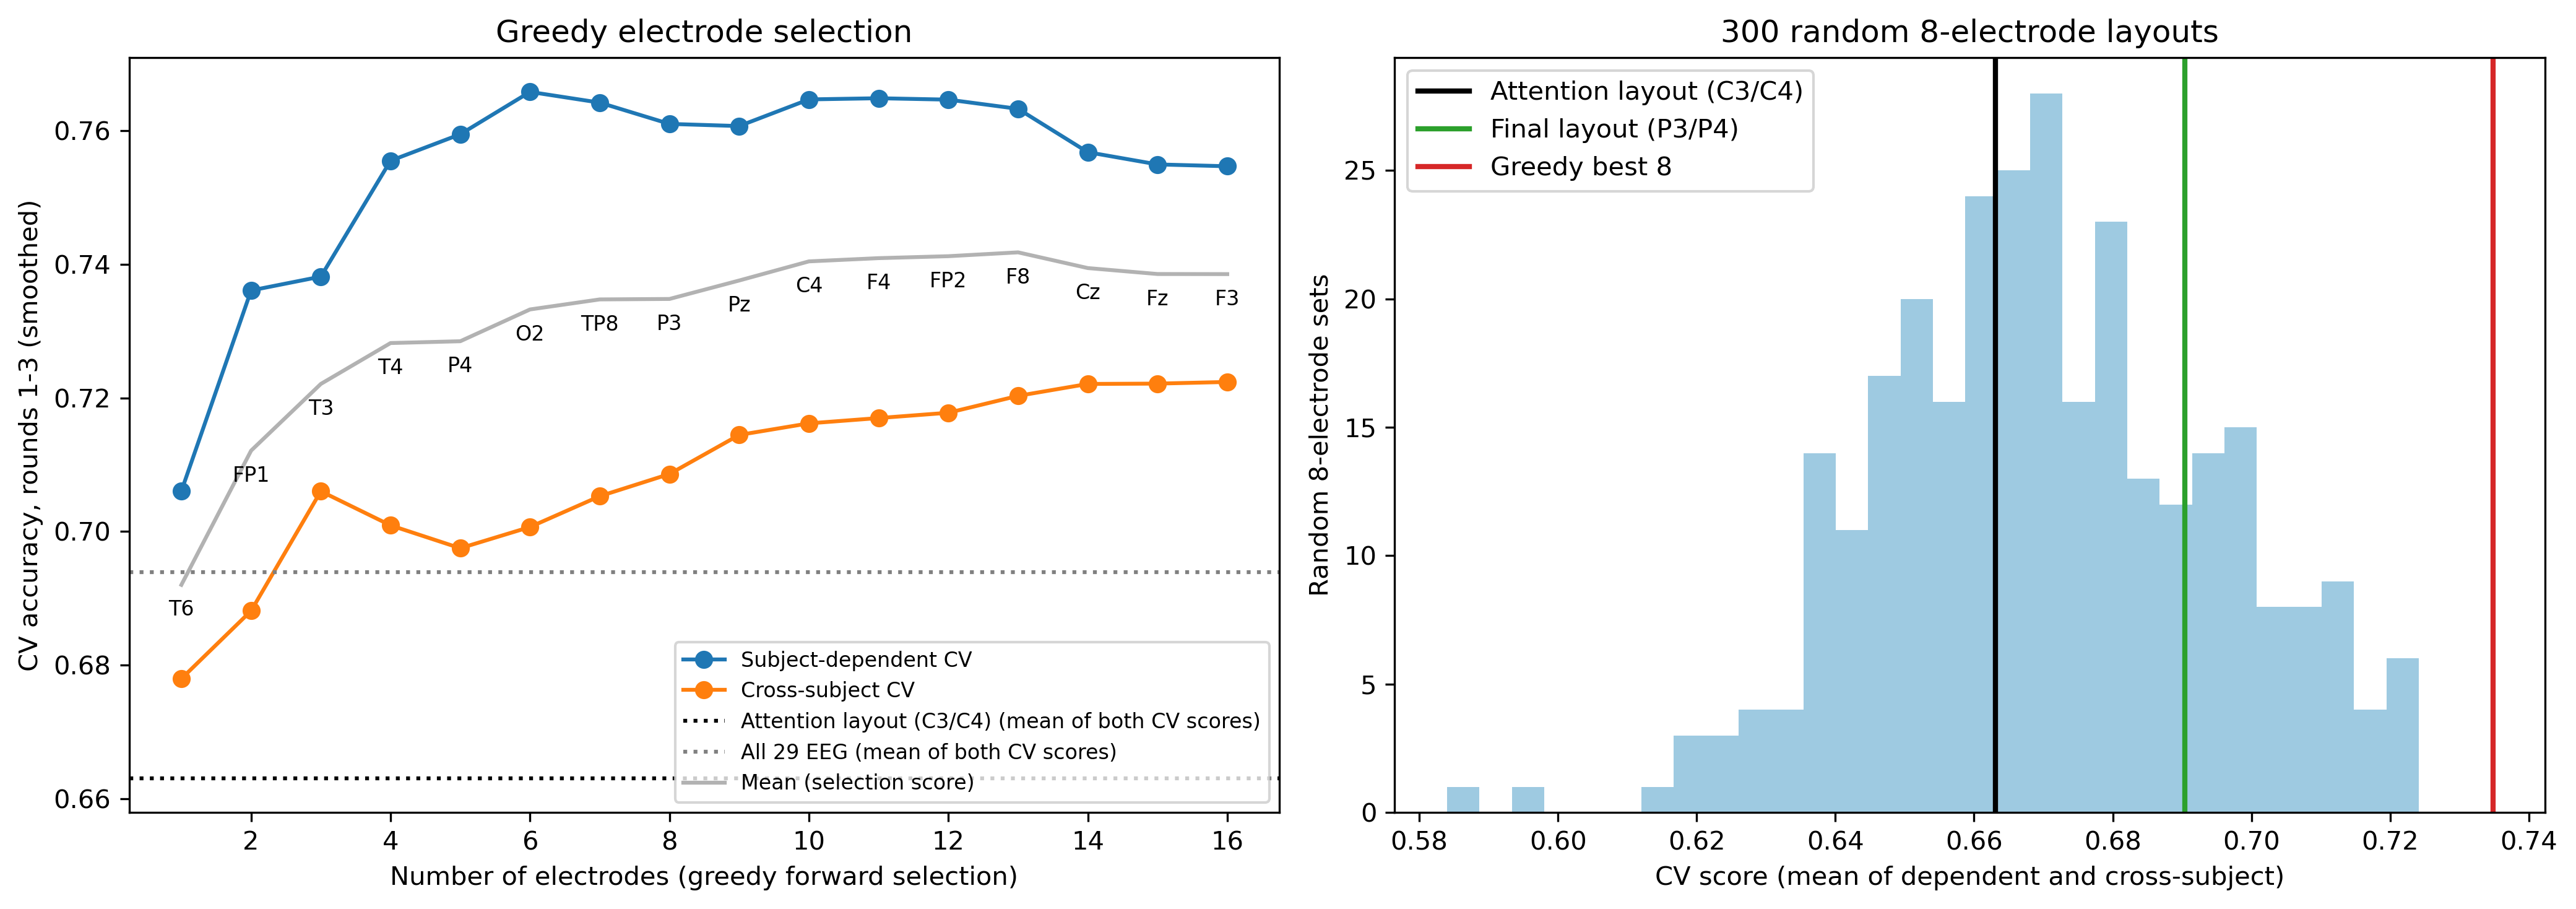 Greedy electrode selection
CV accuracy, rounds 1-3 (smoothed)
0.76
0.74
0.72
0.70
0.68
0.66
T6
FP1
T3
T4
P4
O2
TP8
P3
Pz
C4
F4
FP2
F8
Cz
Fz
F3
Subject-dependent CV
Cross-subject CV
Attention layout (C3/C4) (mean of both CV scores)
All 29 EEG (mean of both CV scores)
Mean (selection score)
2 4 6 8 10 12 14 16
Number of electrodes (greedy forward selection)
300 random 8-electrode layouts
Attention layout (C3/C4)
Final layout (P3/P4)
Greedy best 8
Random 8-electrode sets
25
20
15
10
5
0
0.58 0.60 0.62 0.64 0.66 0.68 0.70 0.72 0.74
CV score (mean of dependent and cross-subject)